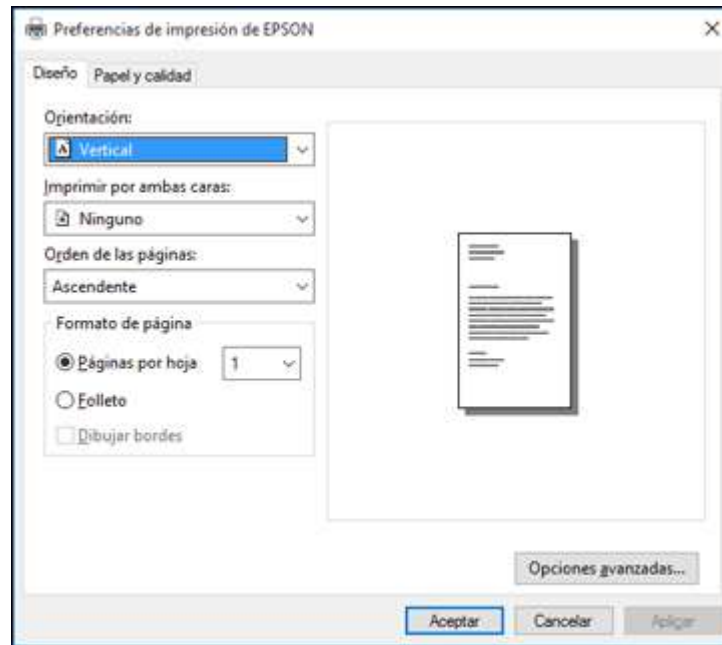 Preferencias de impresión de EPSON
Diseño Papel y calidad
Orientación:
Vertical
Imprimir por ambas caras:
Ninguno
Orden de las páginas:
Ascendente
Formato de página
Páginas por hoja 1
Folleto
Dibujar bordes
Opciones avanzadas...
Aceptar Cancelar Aplicar